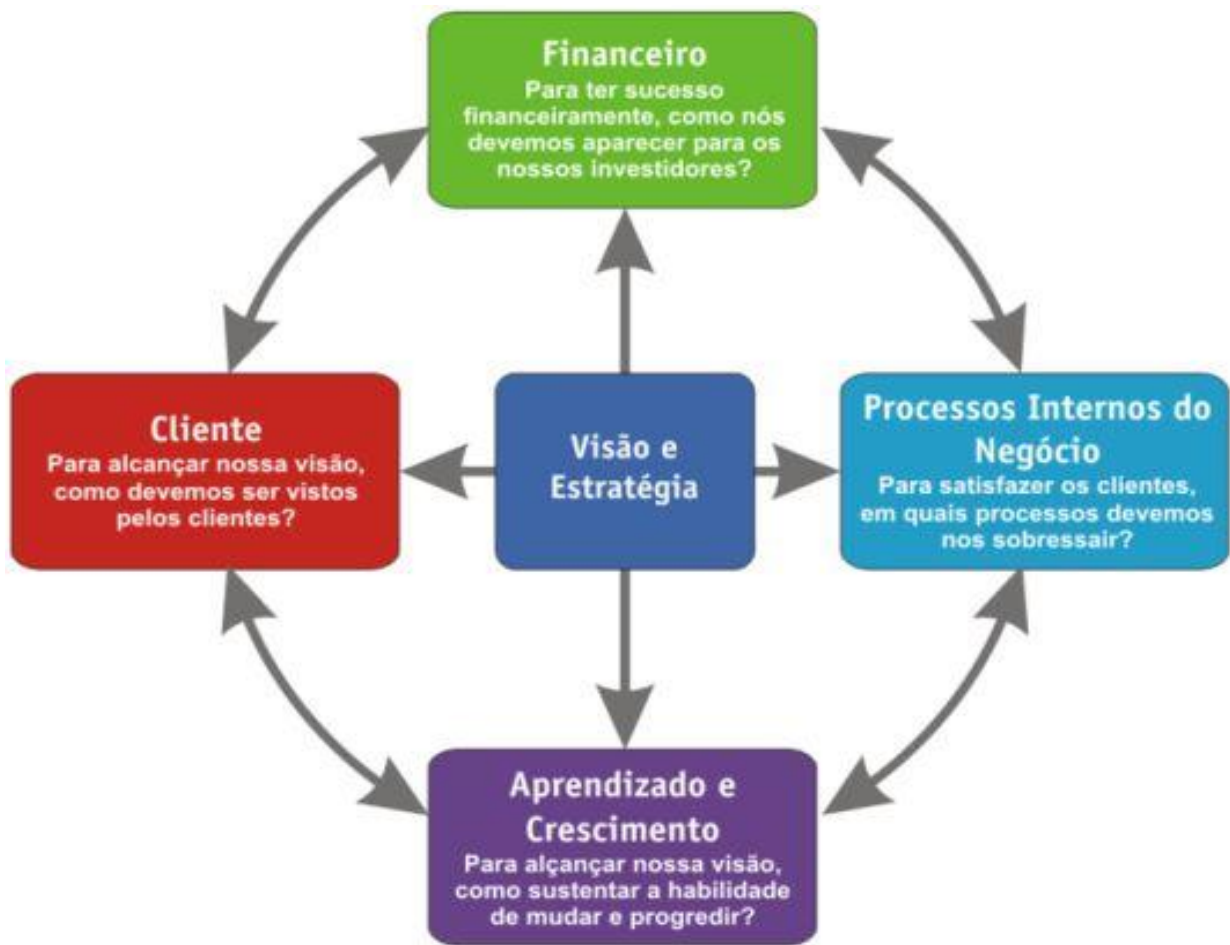 Financeiro
Para ter sucesso
financeiramente, como nós
devemos aparecer para os
nossos investidores?
Cliente
Para alcançar nossa visão,
como devemos ser vistos
pelos clientes?
Visão e
Estratégia
Processos Internos do
Negócio
Para satisfazer os clientes,
em quais processos devemos
nos sobressair?
Aprendizado e
Crescimento
Para alçançar nossa visão,
como sustentar a habilidade
de mudar e progredir?